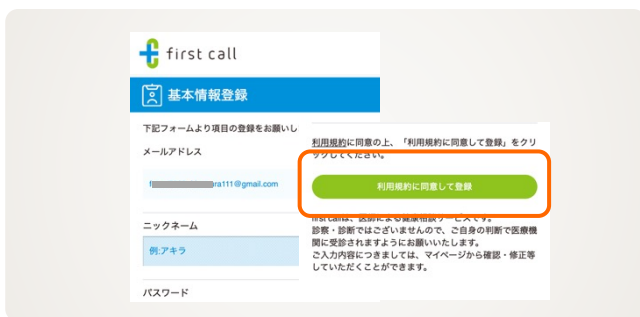 first call
基本情報登録
下記フォームより項目の登録をお願いし
メールアドレス
f ra111@gmail.com
ニックネーム
例:アキラ
パスワード
利用規約に同意の上、「利用規約に同意して登録」をクリ
ックしてください。
利用規約に同意して登録
first callは、医師による健康相談サービスです。
診察・診断ではございませんので、ご自身の判断で医療機
関に受診されますようにお願いいたします。
ご入力内容につきましては、マイページから確認・修正等
していただくことができます。